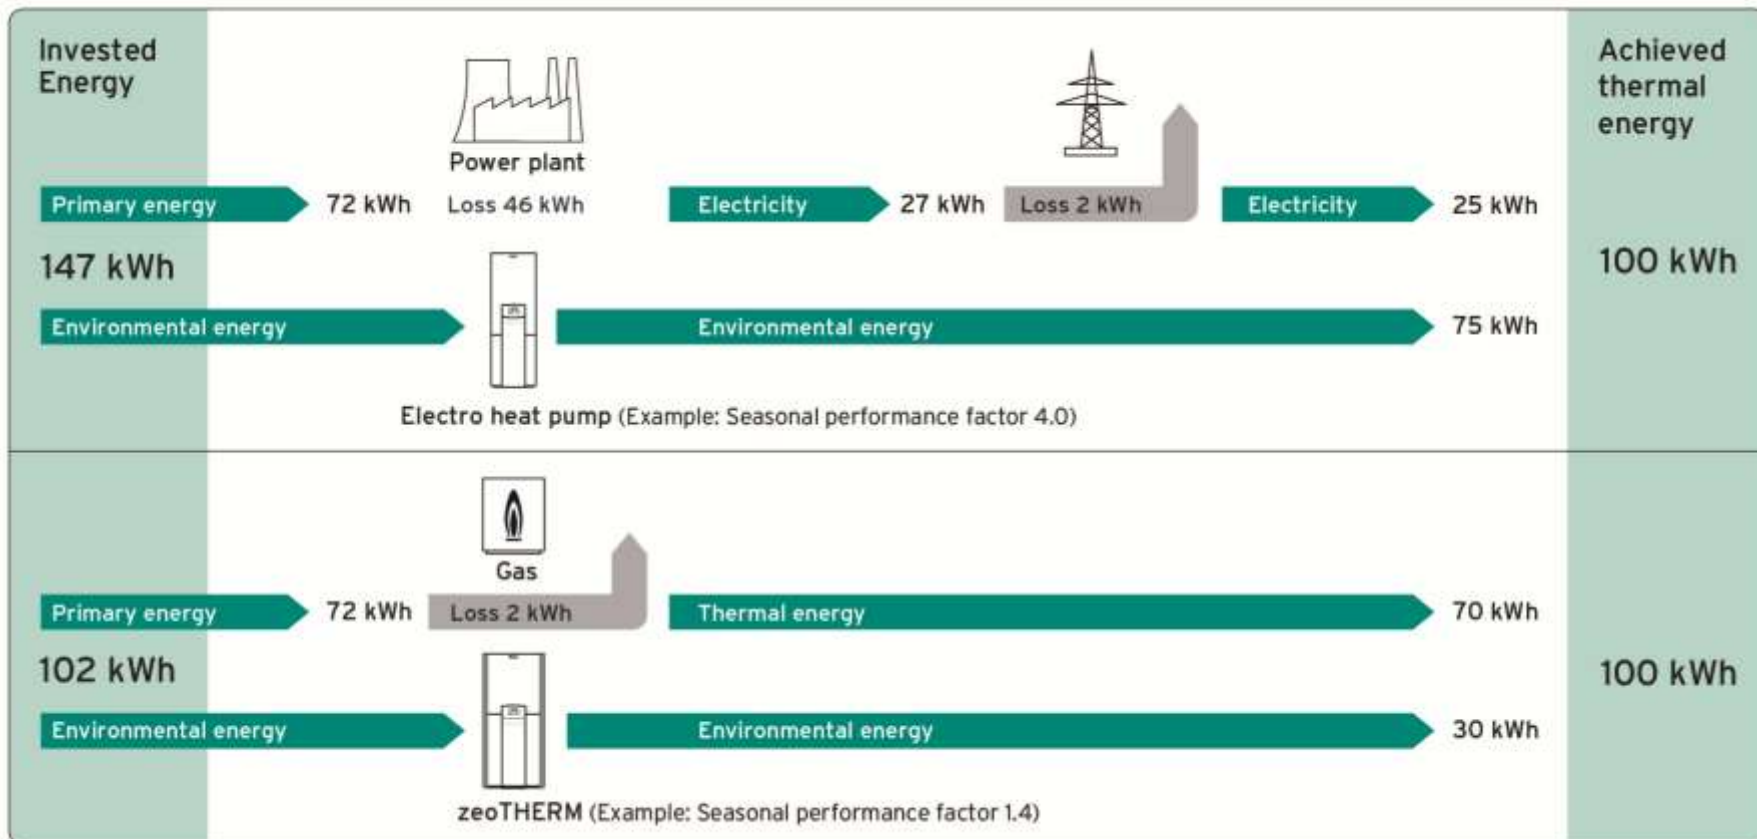 Invested
Energy
Achieved
thermal
energy
Power plant
Primary energy
72 kWh
Loss 46 kWh
Electricity
27 kWh
Loss 2 kWh
Electricity
25 kWh
147 kWh
100 kWh
Environmental energy
Environmental energy
75 kWh
Electro heat pump (Example: Seasonal performance factor 4.0)
Gas
Primary energy
72 kWh
Loss 2 kWh
Thermal energy
70 kWh
102 kWh
100 kWh
Environmental energy
Environmental energy
30 kWh
zeoTHERM (Example: Seasonal performance factor 1.4)